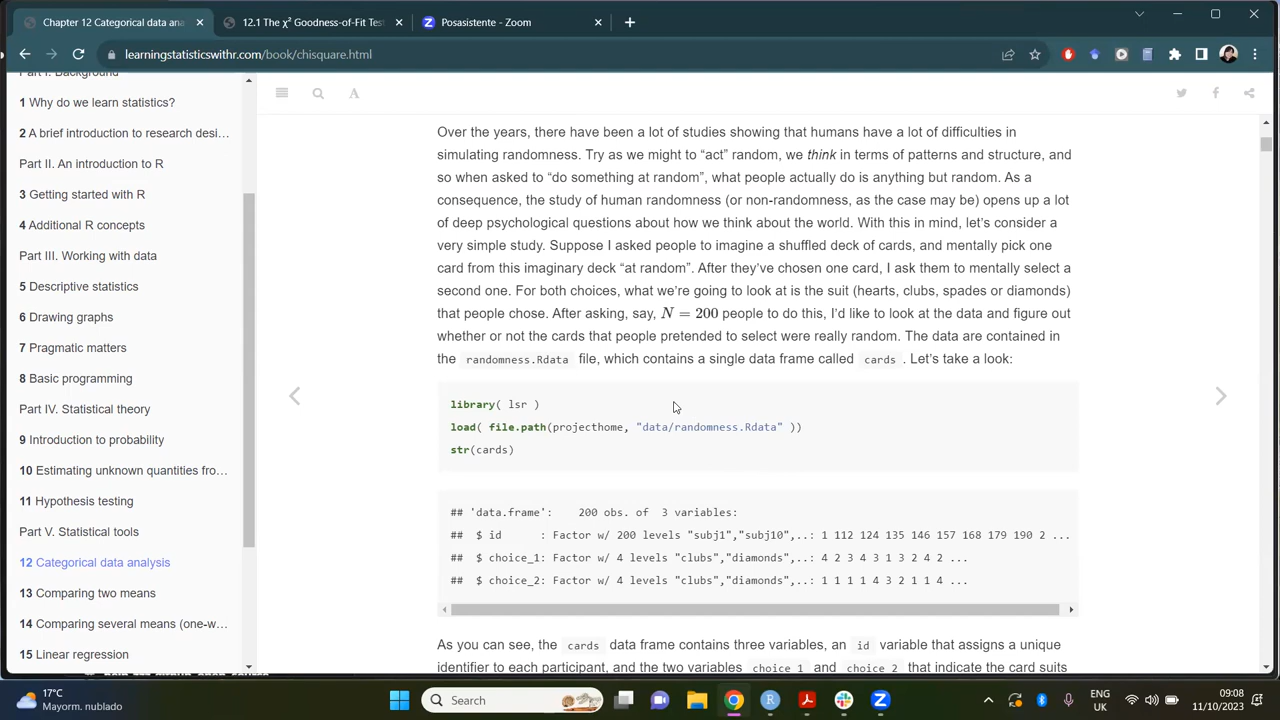 Chapter 12 Categorical data ana
12.1 The χ² Goodness-of-Fit Test
Posasistente - Zoom
learningstatisticswithr.com/book/chisquare.html
Part I. Background
1 Why do we learn statistics?
2 A brief introduction to research desi…
Part II. An introduction to R
3 Getting started with R
4 Additional R concepts
Part III. Working with data
5 Descriptive statistics
6 Drawing graphs
7 Pragmatic matters
8 Basic programming
Part IV. Statistical theory
9 Introduction to probability
10 Estimating unknown quantities fro…
11 Hypothesis testing
Part V. Statistical tools
12 Categorical data analysis
13 Comparing two means
14 Comparing several means (one-w…
15 Linear regression
Over the years, there have been a lot of studies showing that humans have a lot of difficulties in
simulating randomness. Try as we might to “act” random, we think in terms of patterns and structure, and
so when asked to “do something at random”, what people actually do is anything but random. As a
consequence, the study of human randomness (or non-randomness, as the case may be) opens up a lot
of deep psychological questions about how we think about the world. With this in mind, let’s consider a
very simple study. Suppose I asked people to imagine a shuffled deck of cards, and mentally pick one
card from this imaginary deck “at random”. After they’ve chosen one card, I ask them to mentally select a
second one. For both choices, what we’re going to look at is the suit (hearts, clubs, spades or diamonds)
that people chose. After asking, say, N = 200 people to do this, I’d like to look at the data and figure out
whether or not the cards that people pretended to select were really random. The data are contained in
the randomness.Rdata file, which contains a single data frame called cards . Let’s take a look:
library( lsr )
load( file.path(projecthome, "data/randomness.Rdata" ))
str(cards)
## 'data.frame': 200 obs. of 3 variables:
## $ id : Factor w/ 200 levels "subj1","subj10",..: 1 112 124 135 146 157 168 179 190 2 ...
## $ choice_1: Factor w/ 4 levels "clubs","diamonds",..: 4 2 3 4 3 1 3 2 4 2 ...
## $ choice_2: Factor w/ 4 levels "clubs","diamonds",..: 1 1 1 1 4 3 2 1 1 4 ...
As you can see, the cards data frame contains three variables, an id variable that assigns a unique
identifier to each participant, and the two variables choice_1 and choice_2 that indicate the card suits
17°C
Mayorm. nublado
Search
ENG
UK
09:08
11/10/2023